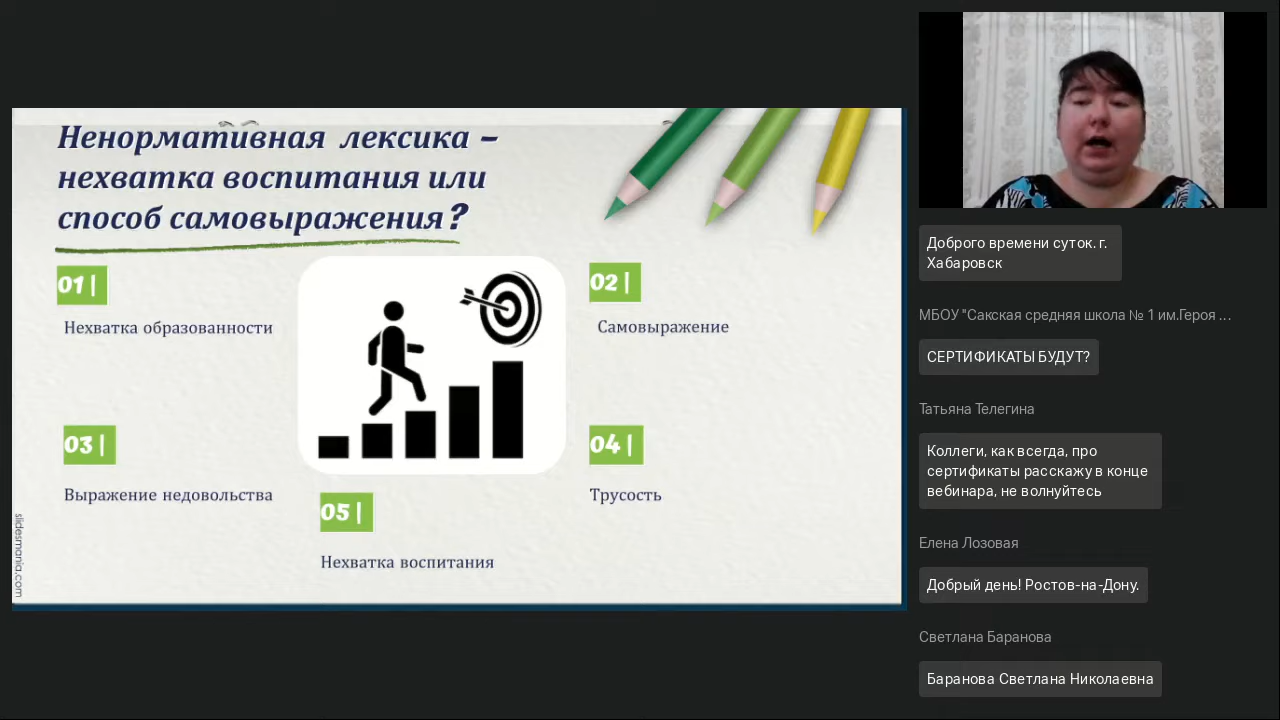 Ненормативная лексика –
нехватка воспитания или
способ самовыражения?
01 |
Нехватка образованности
02 |
Самовыражение
03 |
Выражение недовольства
04 |
Трусость
05 |
Нехватка воспитания
slidesmania.com
Доброго времени суток. г.
Хабаровск
МБОУ "Сакская средняя школа № 1 им.Героя ...
СЕРТИФИКАТЫ БУДУТ?
Татьяна Телегина
Коллеги, как всегда, про
сертификаты расскажу в конце
вебинара, не волнуйтесь
Елена Лозовая
Добрый день! Ростов-на-Дону.
Светлана Баранова
Баранова Светлана Николаевна